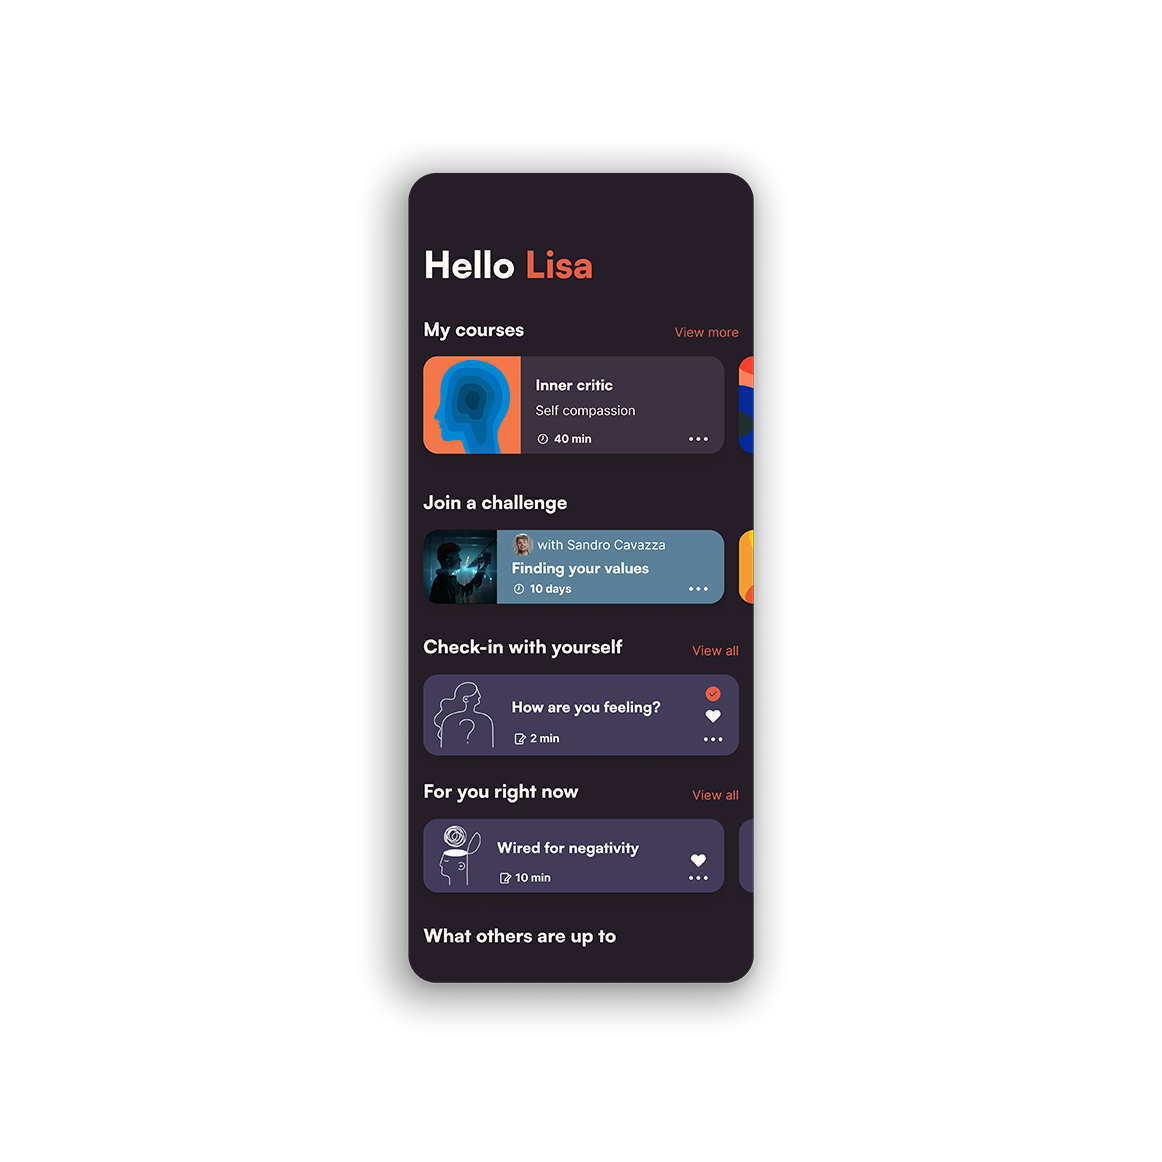 Hello Lisa
My courses
View more
Inner critic
Self compassion
40 min
Join a challenge
with Sandro Cavazza
Finding your values
10 days
Check-in with yourself
View all
How are you feeling?
?
2 min
For you right now
View all
Wired for negativity
10 min
What others are up to